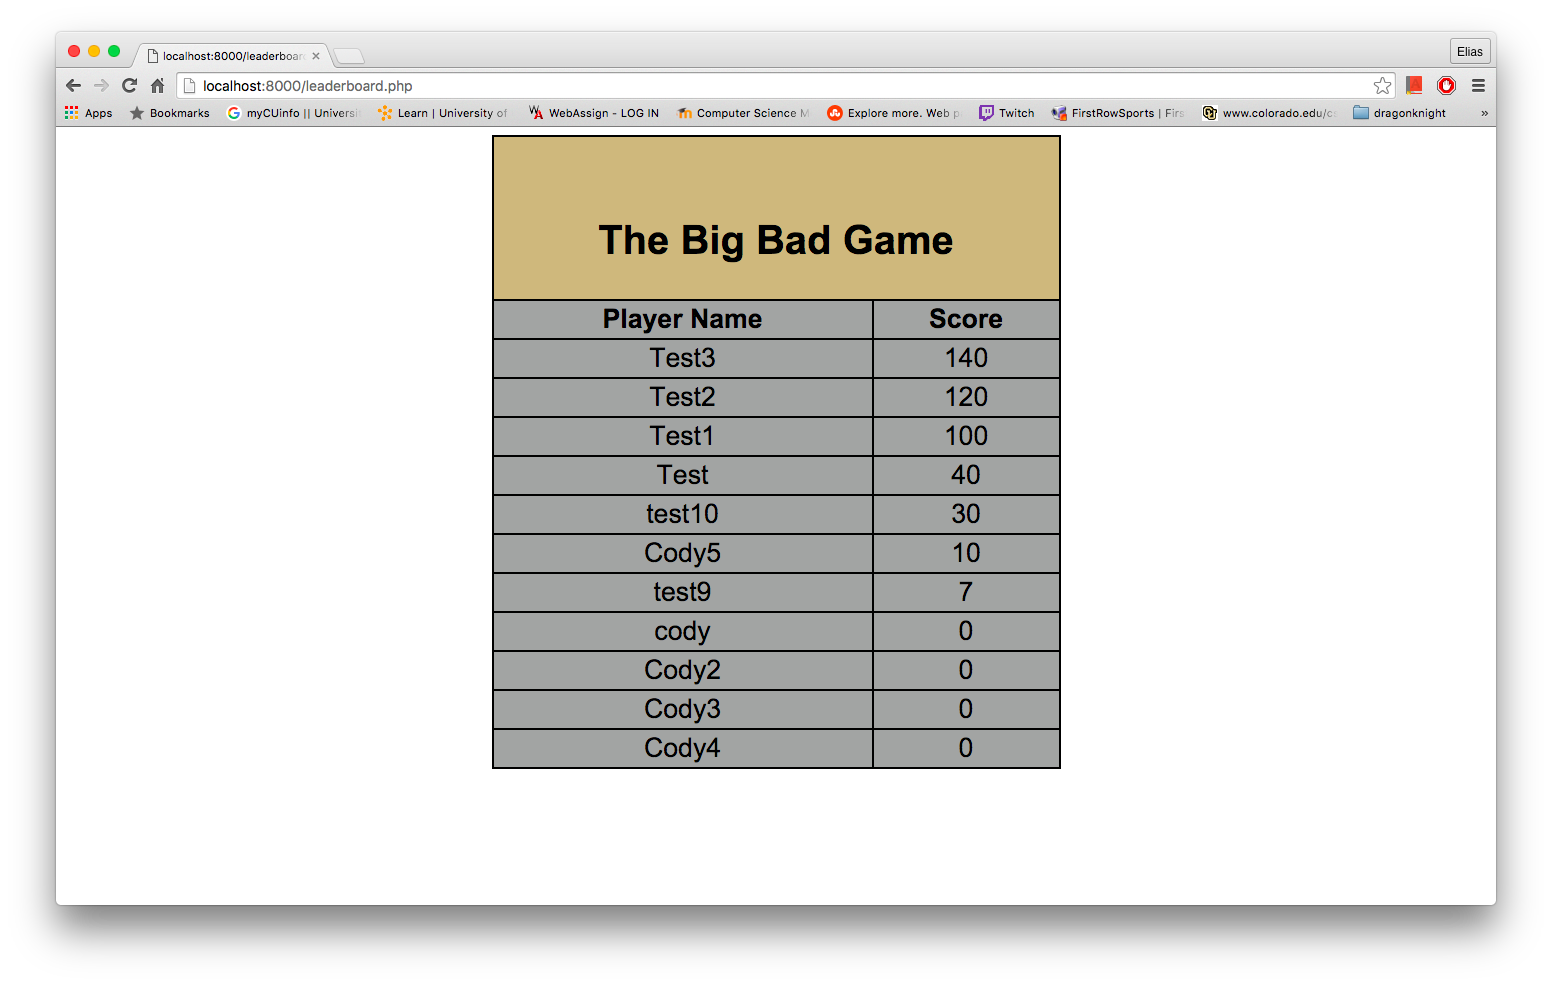 localhost:8000/leaderboar
Elias
localhost:8000/leaderboard.php
Apps Bookmarks myCUinfo || Universi Learn | University of WebAssign - LOG IN Computer Science M Explore more. Web p Twitch FirstRowSports | Firs www.colorado.edu/c dragonknight »
The Big Bad Game
Player Name Score
Test3 140
Test2 120
Test1 100
Test 40
test10 30
Cody5 10
test9 7
cody 0
Cody2 0
Cody3 0
Cody4 0